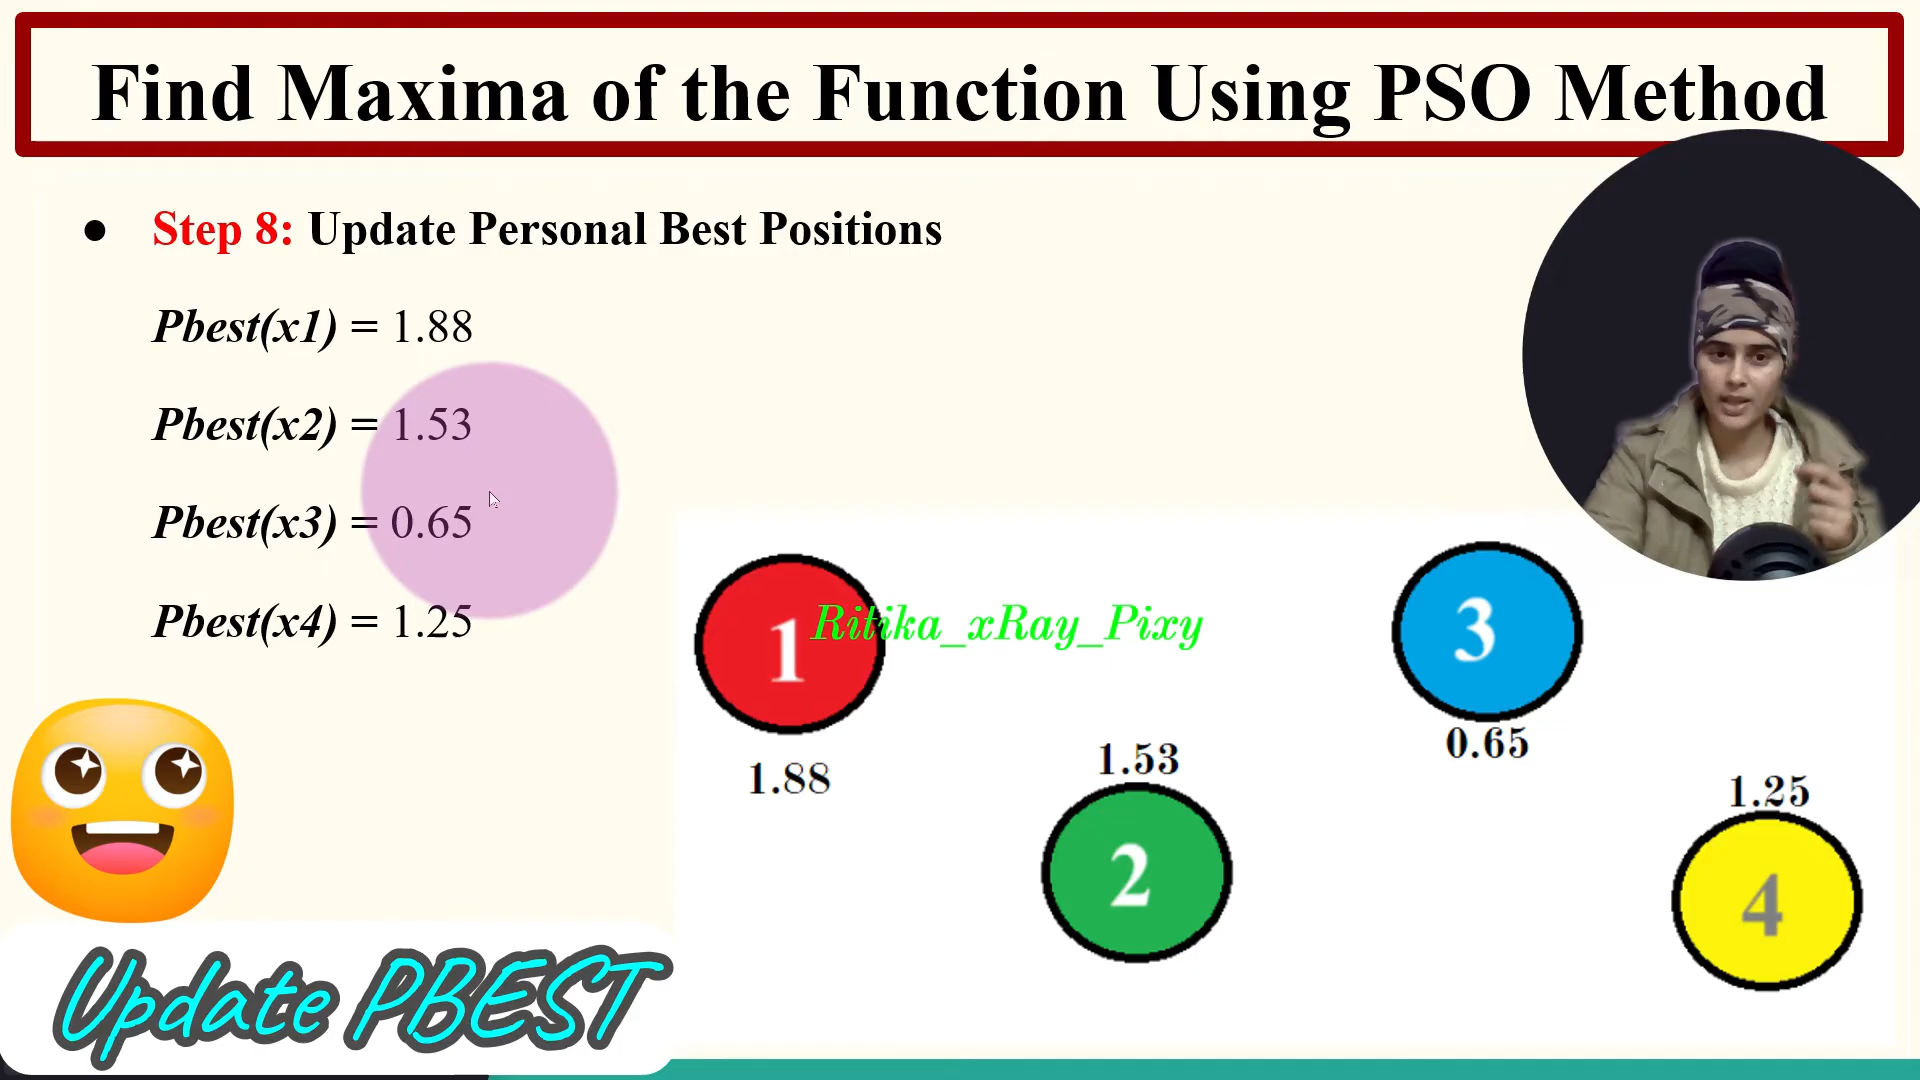 Find Maxima of the Function Using PSO Method
● Step 8: Update Personal Best Positions
Pbest(x1) = 1.88
Pbest(x2) = 1.53
Pbest(x3) = 0.65
Pbest(x4) = 1.25
1
Ritika_xRay_Pixy
3
1.88
1.53
0.65
1.25
2
4
Update PBEST